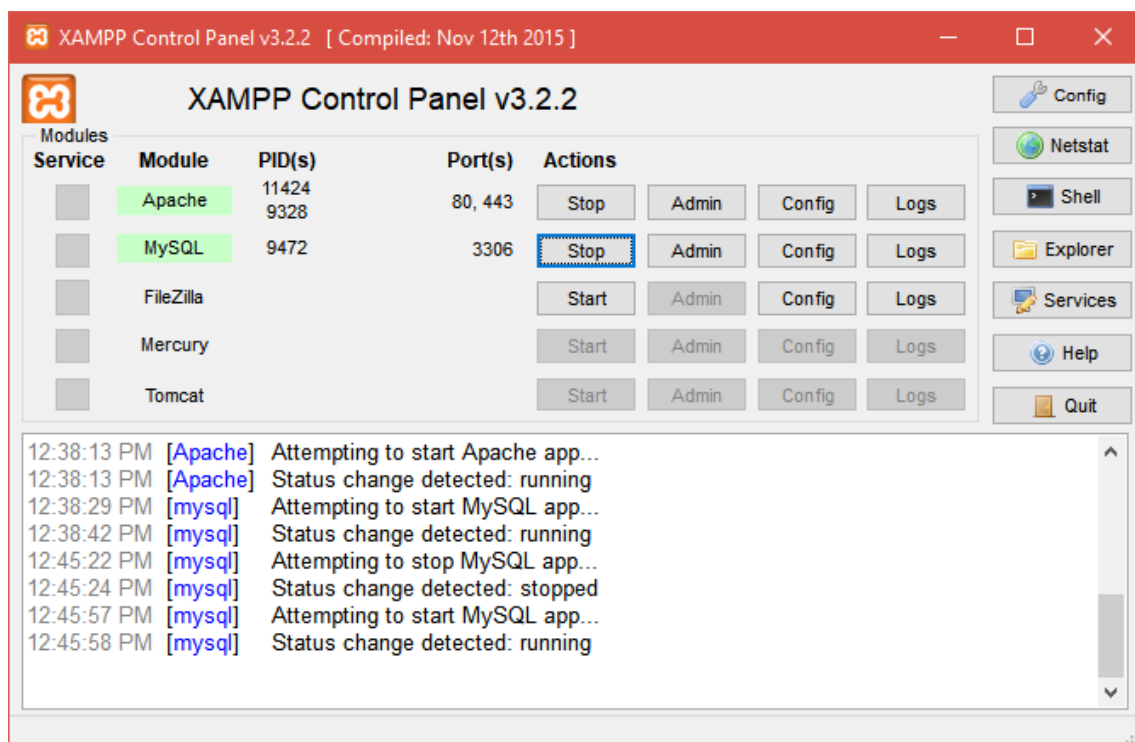 XAMPP Control Panel v3.2.2 [ Compiled: Nov 12th 2015 ]
XAMPP Control Panel v3.2.2
Config
Modules
Netstat
Service Module PID(s) Port(s) Actions
Apache 11424 9328 80, 443 Stop Admin Config Logs
Shell
MySQL 9472 3306 Stop Admin Config Logs
Explorer
FileZilla Start Admin Config Logs
Services
Mercury Start Admin Config Logs
Help
Tomcat Start Admin Config Logs
Quit
12:38:13 PM [Apache] Attempting to start Apache app...
12:38:13 PM [Apache] Status change detected: running
12:38:29 PM [mysql] Attempting to start MySQL app...
12:38:42 PM [mysql] Status change detected: running
12:45:22 PM [mysql] Attempting to stop MySQL app...
12:45:24 PM [mysql] Status change detected: stopped
12:45:57 PM [mysql] Attempting to start MySQL app...
12:45:58 PM [mysql] Status change detected: running